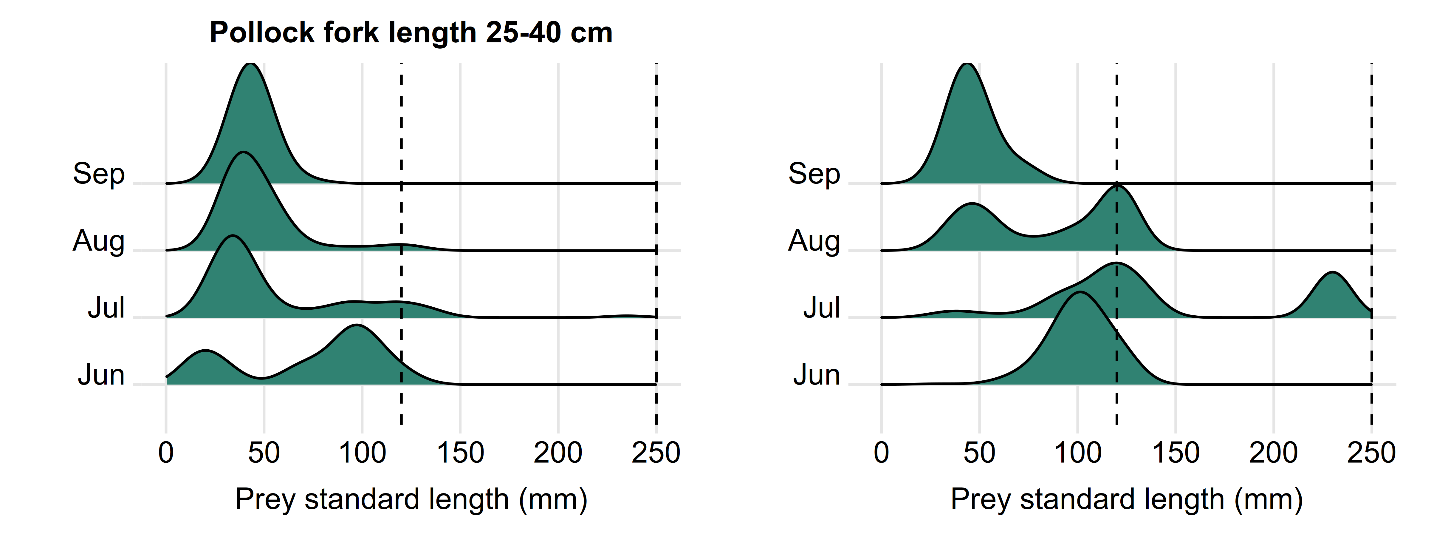 Pollock fork length 25-40 cm
Sep
Aug
Jul
Jun
0 50 100 150 200 250
Prey standard length (mm)
Sep
Aug
Jul
Jun
0 50 100 150 200 250
Prey standard length (mm)